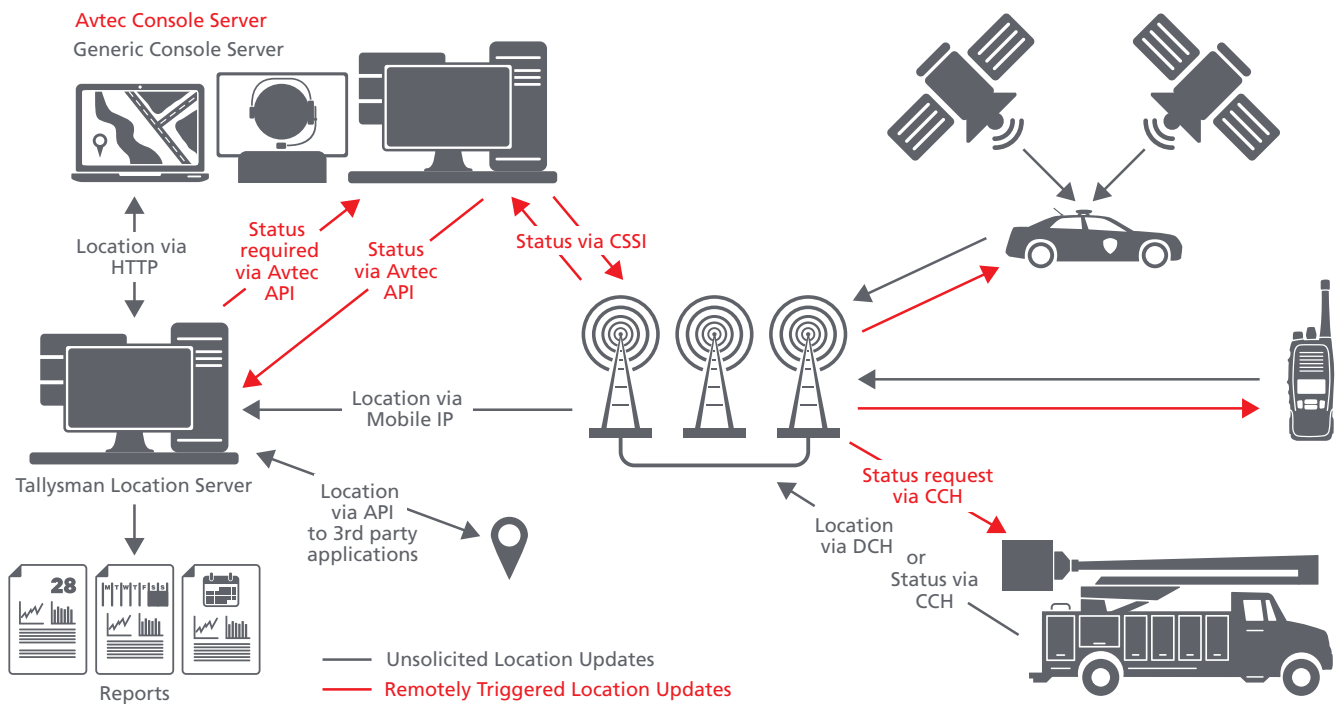 Avtec Console Server
Generic Console Server
Location via
HTTP
Status
required
via Avtec
API
Status
via Avtec
API
Status via CSSI
Location via
Mobile IP
Tallysman Location Server
Location
via API
to 3rd party
applications
Status request
via CCH
Location
via DCH
or
Status via
CCH
28
M T W T F S S
Reports
Unsolicited Location Updates
Remotely Triggered Location Updates